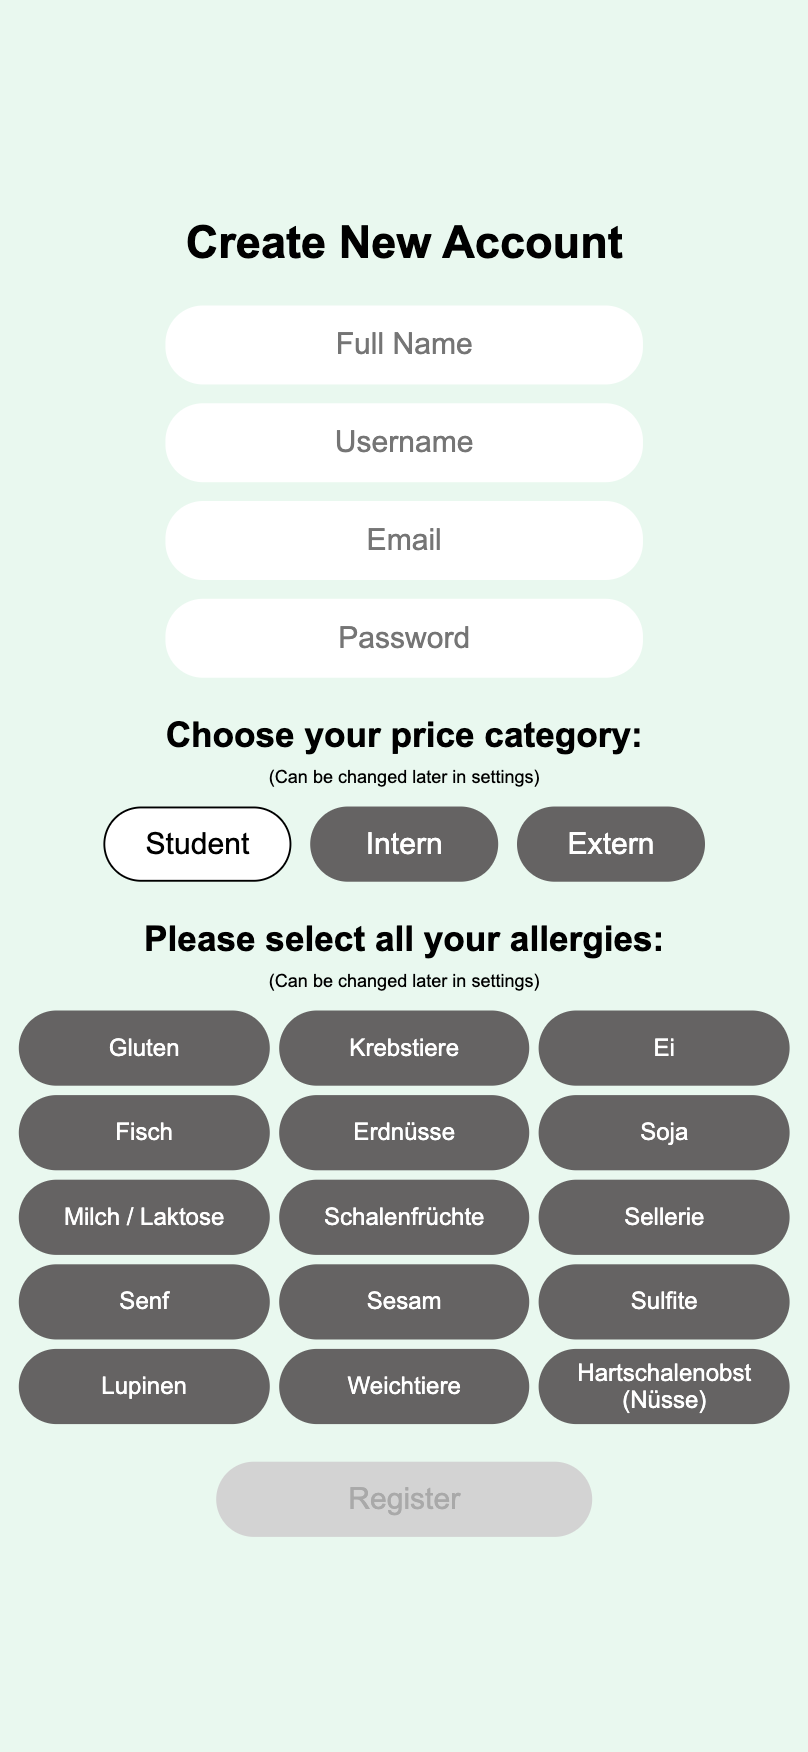 Create New Account
Full Name
Username
Email
Password
Choose your price category:
(Can be changed later in settings)
Student Intern Extern
Please select all your allergies:
(Can be changed later in settings)
Gluten Krebstiere Ei
Fisch Erdnüsse Soja
Milch / Laktose Schalenfrüchte Sellerie
Senf Sesam Sulfite
Lupinen Weichtiere Hartschalenobst
(Nüsse)
Register